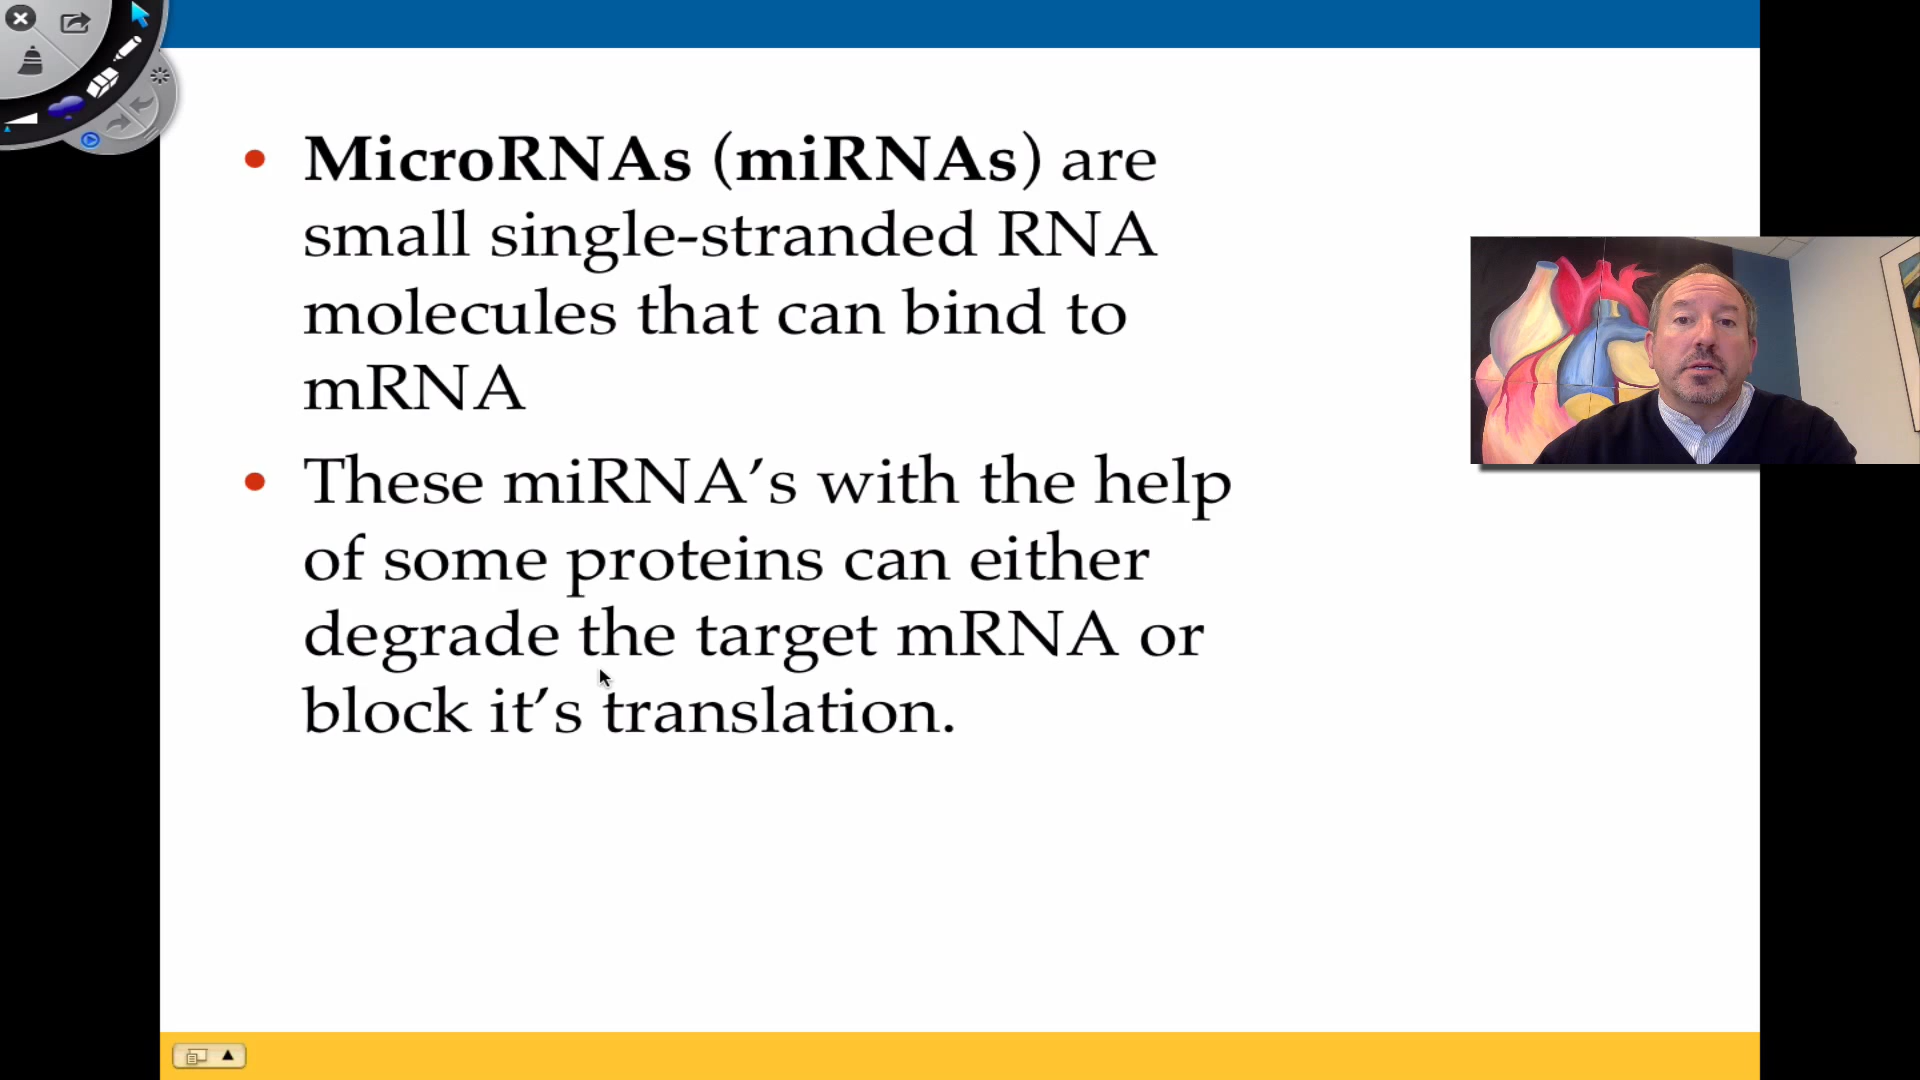 • MicroRNAs (miRNAs) are
small single-stranded RNA
molecules that can bind to
mRNA
• These miRNA’s with the help
of some proteins can either
degrade the target mRNA or
block it’s translation.